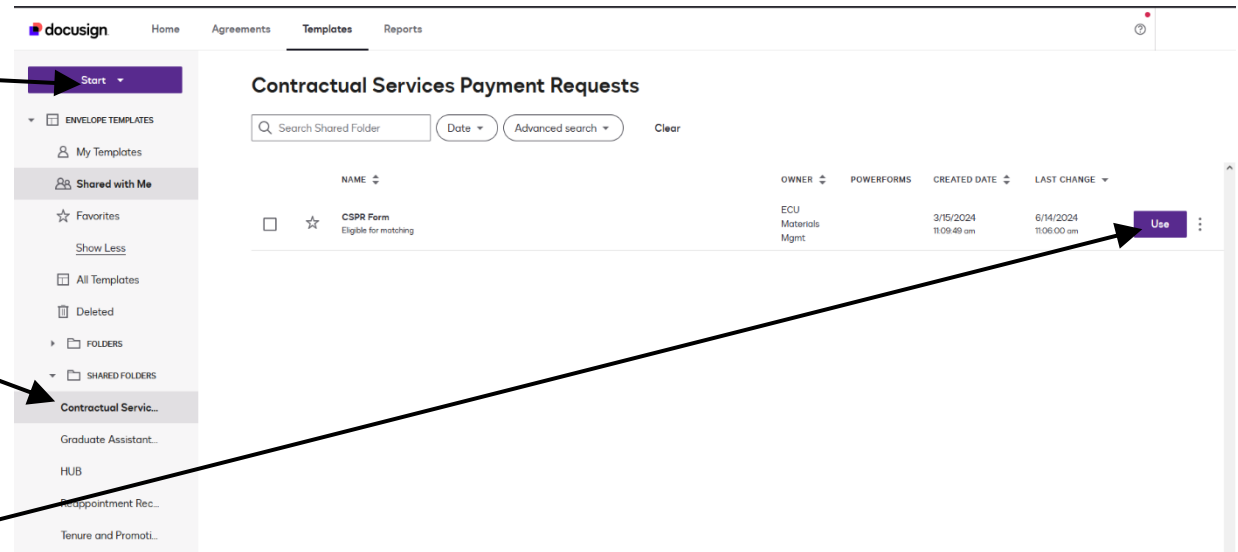 docusign Home Agreements Templates Reports
Start
ENVELOPE TEMPLATES
My Templates
Shared with Me
Favorites
Show Less
All Templates
Deleted
FOLDERS
SHARED FOLDERS
Contractual Servic...
Graduate Assistant...
HUB
Reappointment Rec...
Tenure and Promoti...
Contractual Services Payment Requests
Search Shared Folder Date Advanced search Clear
NAME OWNER POWERFORMS CREATED DATE LAST CHANGE
CSPR Form
Eligible for matching
ECU
Materials
Mgmt
3/15/2024
11:09:49 am
6/14/2024
11:06:00 am
Use